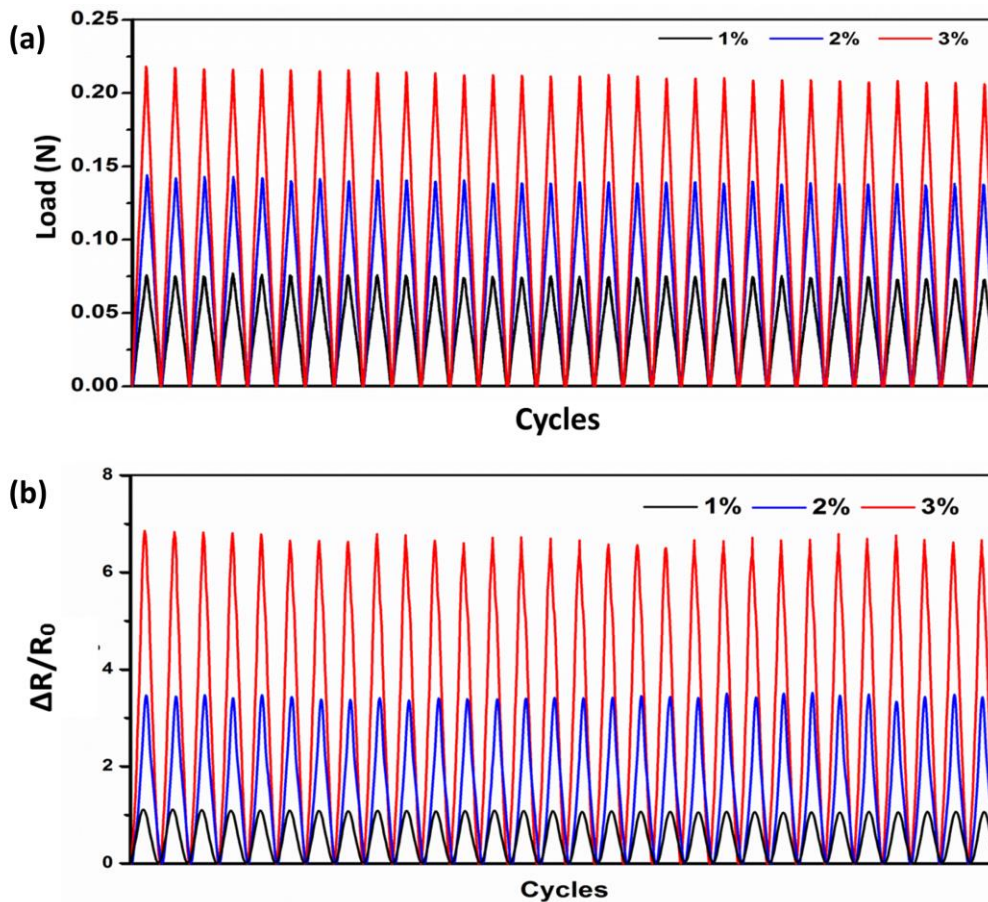 (a)
0.25
0.20
0.15
0.10
0.05
0.00
Load (N)
1% 2% 3%
Cycles
(b)
8
6
4
2
0
ΔR/R₀
1% 2% 3%
Cycles